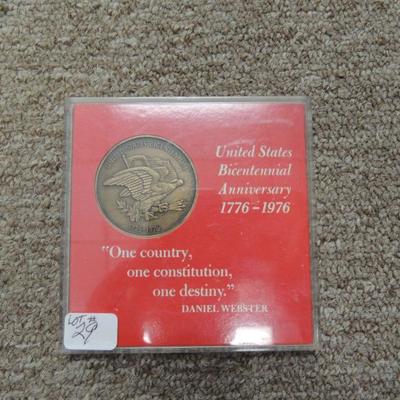 United States
Bicentennial
Anniversary
1776-1976
"One country,
one constitution,
one destiny."
DANIEL WEBSTER
LOT #
29